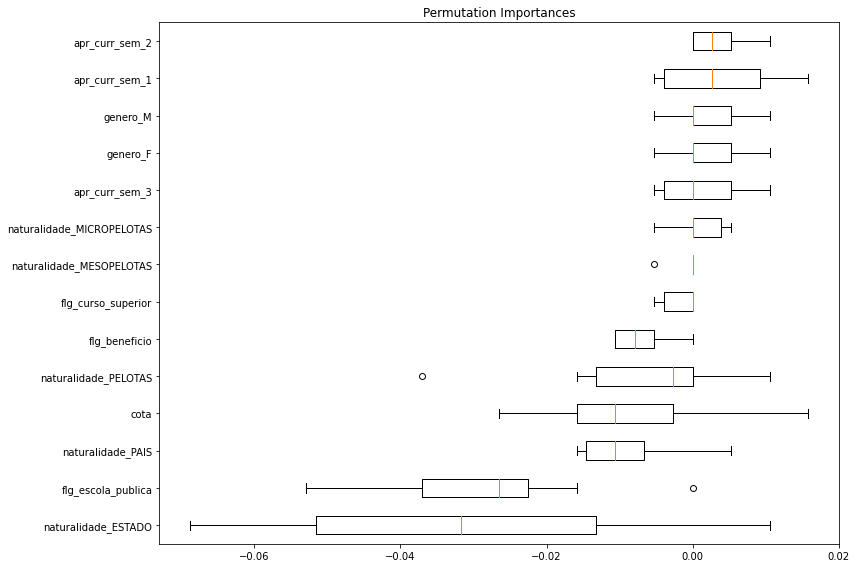 Permutation Importances
apr_curr_sem_2
apr_curr_sem_1
genero_M
genero_F
apr_curr_sem_3
naturalidade_MICROPELOTAS
naturalidade_MESOPELOTAS
flg_curso_superior
flg_beneficio
naturalidade_PELOTAS
cota
naturalidade_PAIS
flg_escola_publica
naturalidade_ESTADO
−0.06 −0.04 −0.02 0.00 0.02